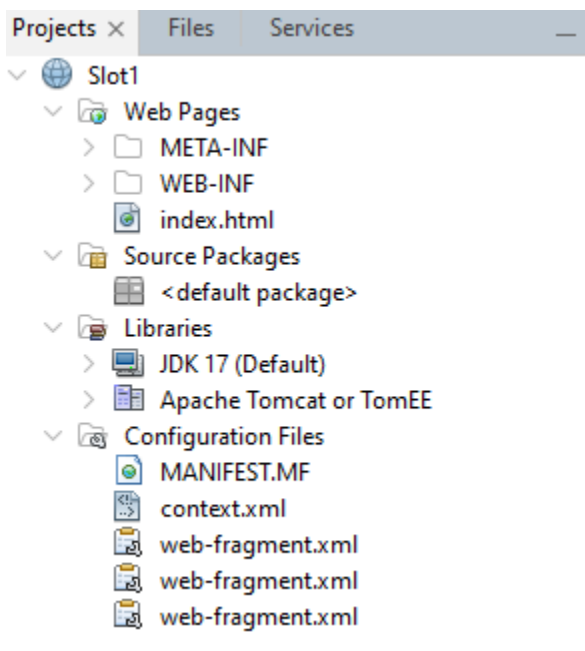 Projects × Files Services
Slot1
Web Pages
META-INF
WEB-INF
index.html
Source Packages
<default package>
Libraries
JDK 17 (Default)
Apache Tomcat or TomEE
Configuration Files
MANIFEST.MF
context.xml
web-fragment.xml
web-fragment.xml
web-fragment.xml